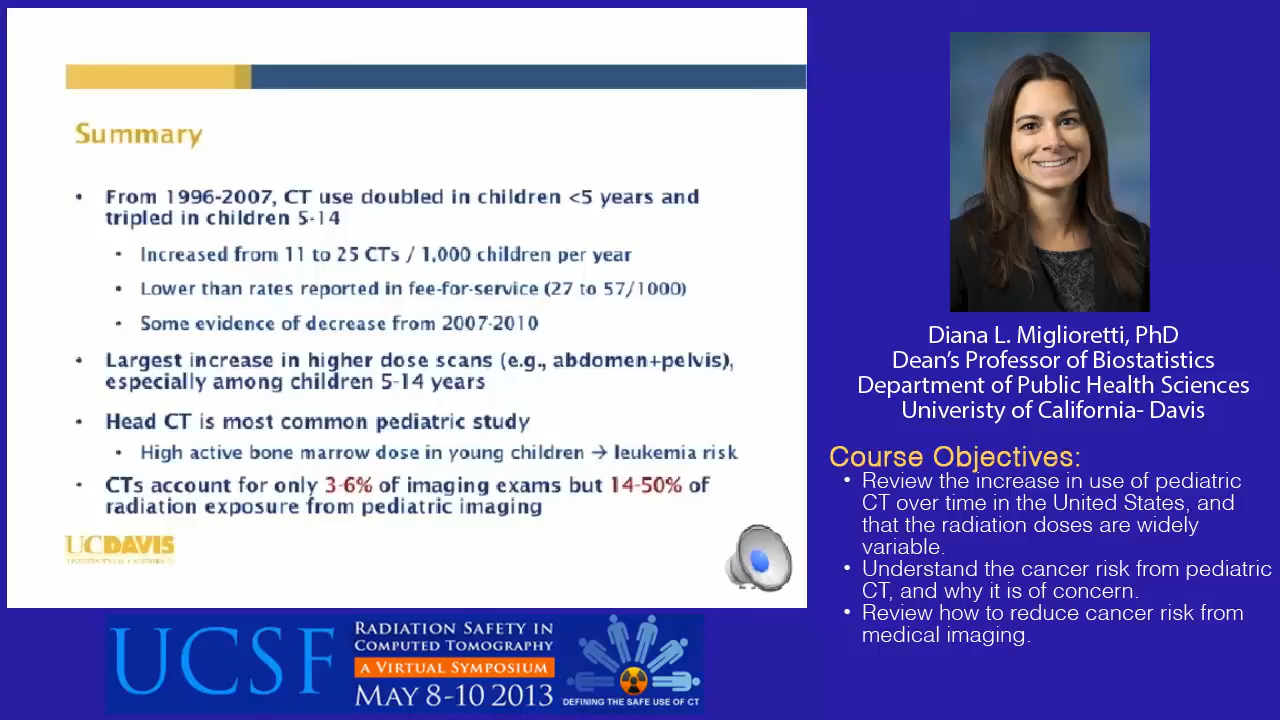 Summary
• From 1996-2007, CT use doubled in children <5 years and
tripled in children 5-14
• Increased from 11 to 25 CTs / 1,000 children per year
• Lower than rates reported in fee-for-service (27 to 57/1000)
• Some evidence of decrease from 2007-2010
• Largest increase in higher dose scans (e.g., abdomen+pelvis),
especially among children 5-14 years
• Head CT is most common pediatric study
• High active bone marrow dose in young children → leukemia risk
• CTs account for only 3-6% of imaging exams but 14-50% of
radiation exposure from pediatric imaging
UCDAVIS
Diana L. Miglioretti, PhD
Dean's Professor of Biostatistics
Department of Public Health Sciences
Univeristy of California- Davis
Course Objectives:
• Review the increase in use of pediatric
CT over time in the United States, and
that the radiation doses are widely
variable.
• Understand the cancer risk from pediatric
CT, and why it is of concern.
• Review how to reduce cancer risk from
medical imaging.
UCSF
RADIATION SAFETY IN
COMPUTED TOMOGRAPHY
A VIRTUAL SYMPOSIUM
MAY 8-10 2013
DEFINING THE SAFE USE OF CT